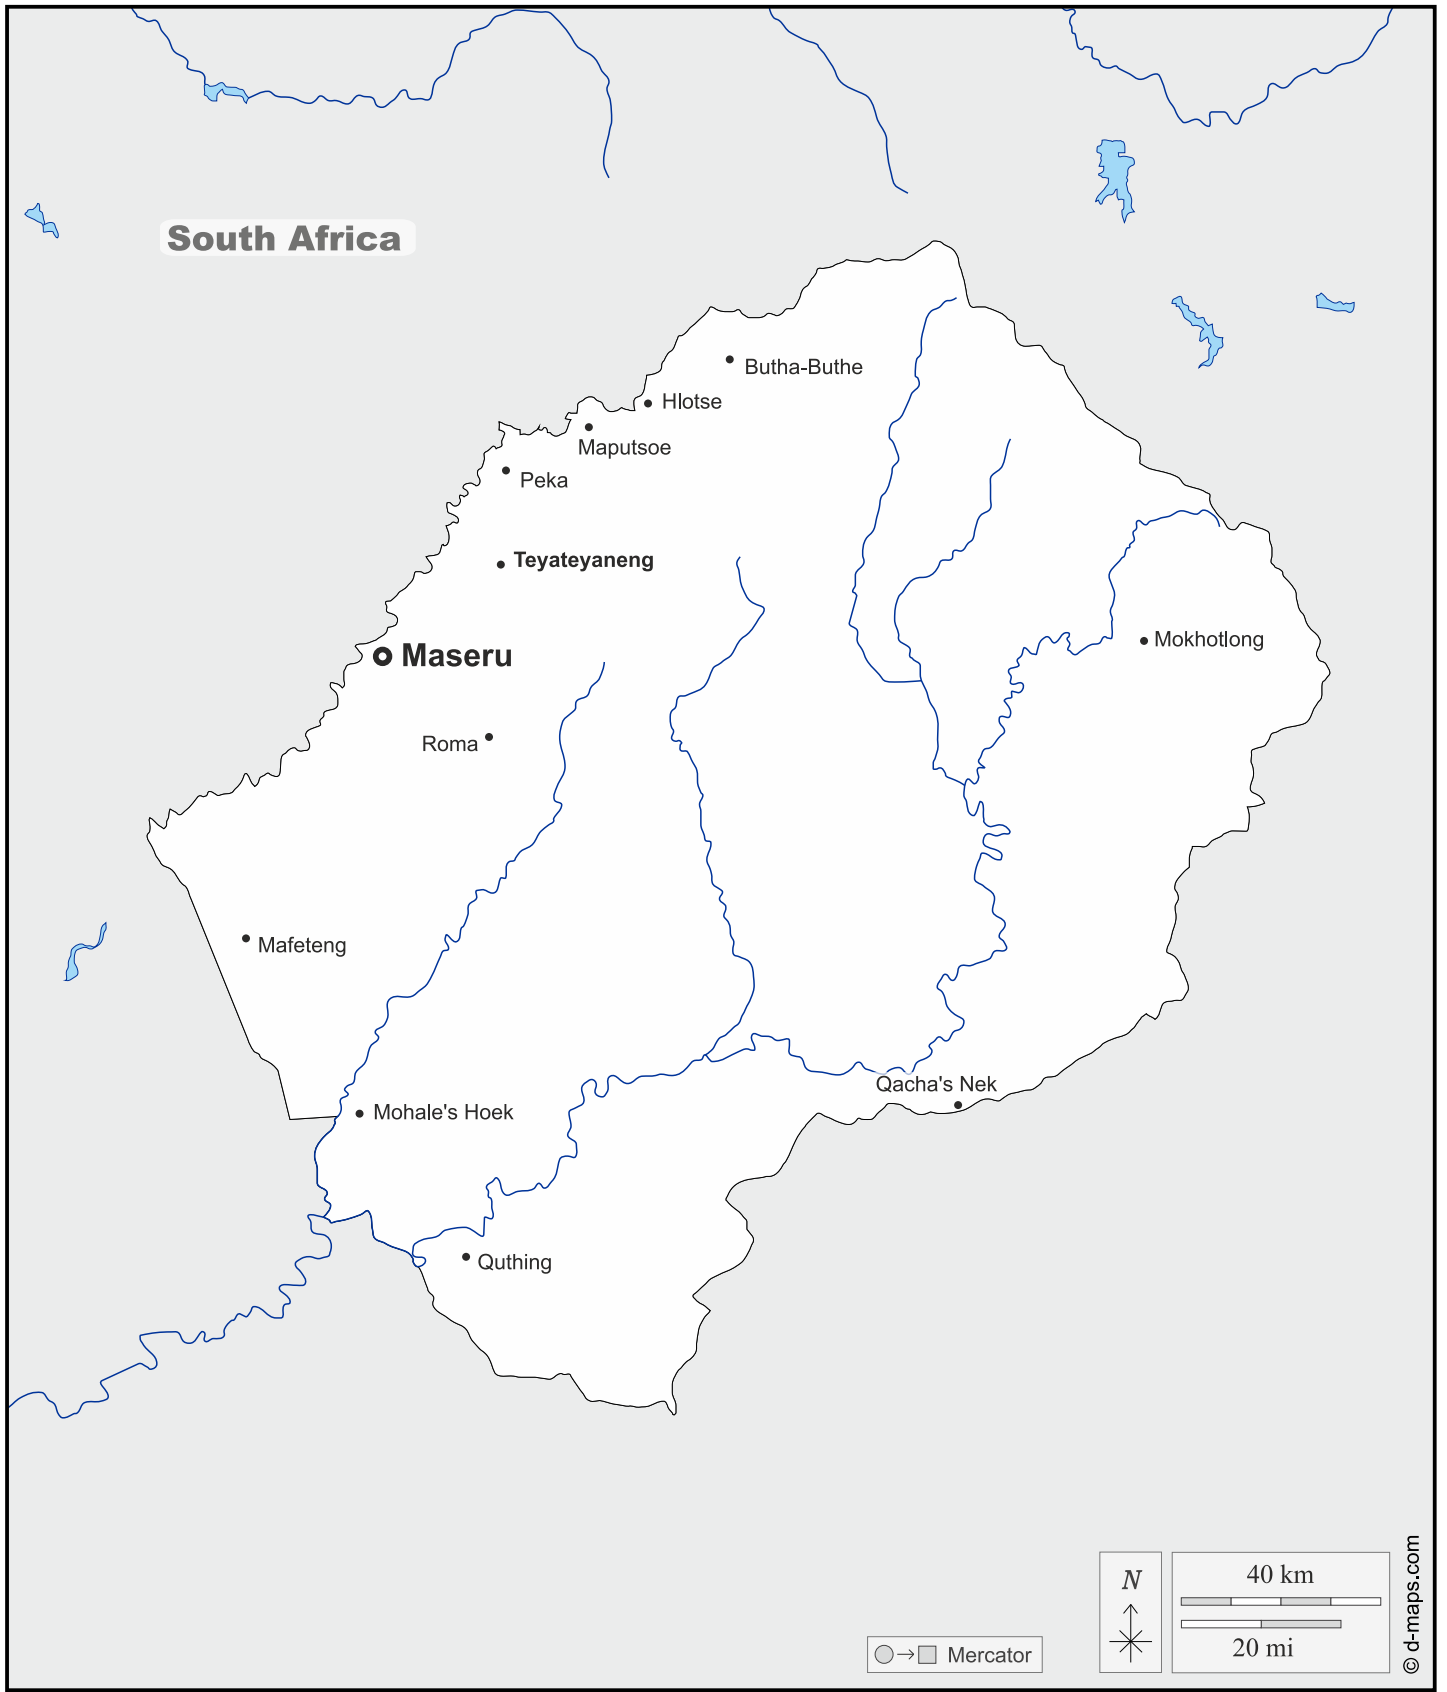 South Africa
Butha-Buthe
Hlotse
Maputsoe
Peka
Teyateyaneng
Mokhotlong
Maseru
Roma
Mafeteng
Qacha's Nek
Mohale's Hoek
Quthing
N
40 km
20 mi
Mercator
© d-maps.com